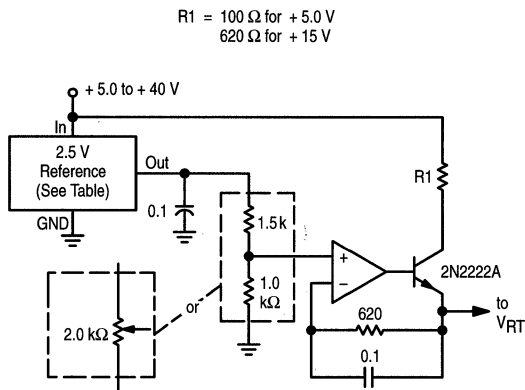 R1 = 100 Ω for + 5.0 V
620 Ω for + 15 V
+ 5.0 to + 40 V
In
2.5 V
Reference
(See Table)
Out
GND
0.1
1.5 k
1.0
kΩ
or
2.0 kΩ
+
−
R1
2N2222A
620
0.1
to
VRT